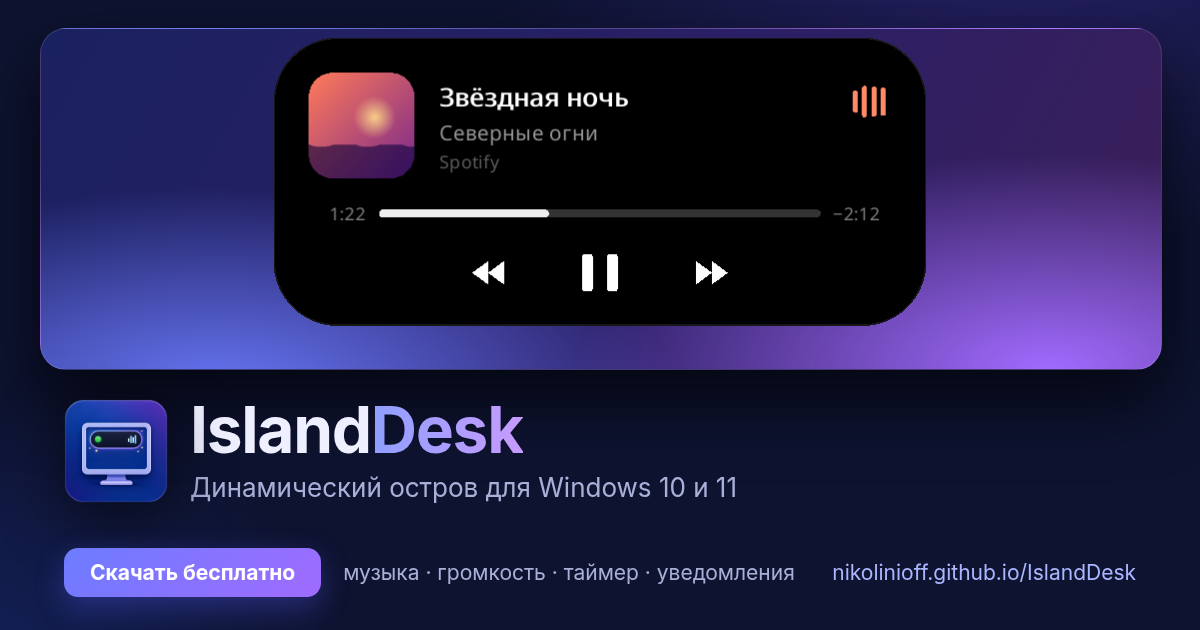 Звёздная ночь
Северные огни
Spotify
1:22 −2:12
IslandDesk
Динамический остров для Windows 10 и 11
Скачать бесплатно музыка · громкость · таймер · уведомления nikolinioff.github.io/IslandDesk